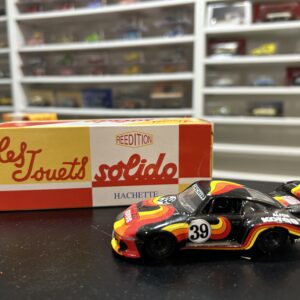 Les Jouets
REEDITION
solido
HACHETTE
39